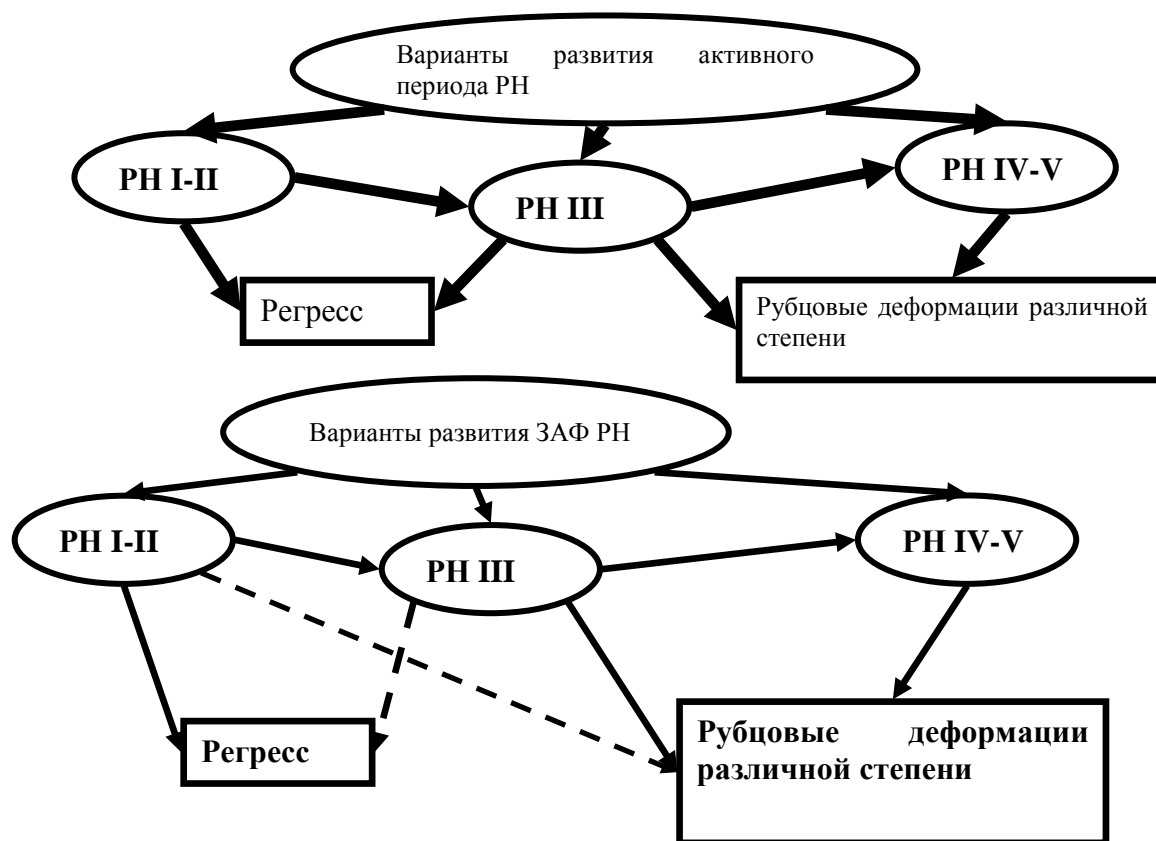 Варианты развития активного
периода РН
РН I-II
РН III
РН IV-V
Регресс
Рубцовые деформации различной
степени
Варианты развития ЗАФ РН
РН I-II
РН III
РН IV-V
Регресс
Рубцовые деформации
различной степени